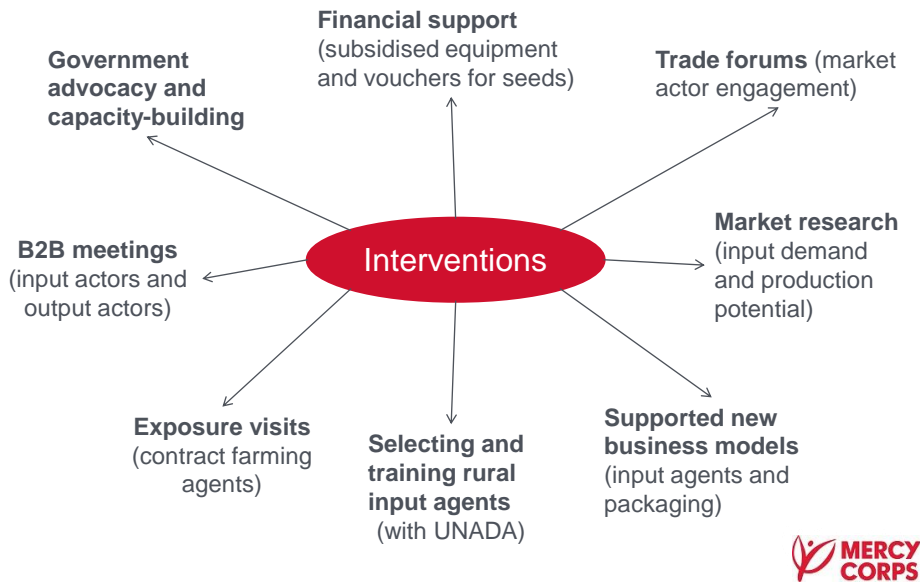 Financial support
(subsidised equipment
and vouchers for seeds)
Government
advocacy and
capacity-building
Trade forums (market
actor engagement)
B2B meetings
(input actors and
output actors)
Interventions
Market research
(input demand
and production
potential)
Exposure visits
(contract farming
agents)
Selecting and
training rural
input agents
(with UNADA)
Supported new
business models
(input agents and
packaging)
MERCY
CORPS